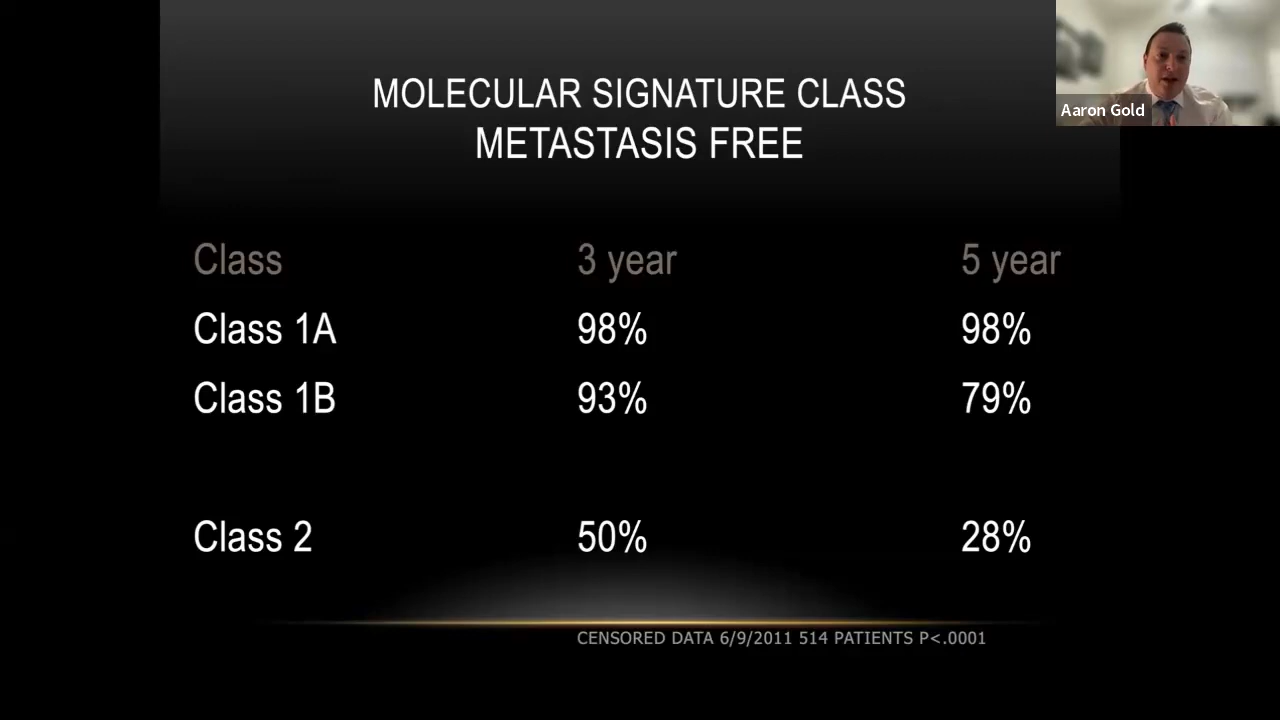 MOLECULAR SIGNATURE CLASS
METASTASIS FREE
Aaron Gold
Class 3 year 5 year
Class 1A 98% 98%
Class 1B 93% 79%
Class 2 50% 28%
CENSORED DATA 6/9/2011 514 PATIENTS P<.0001